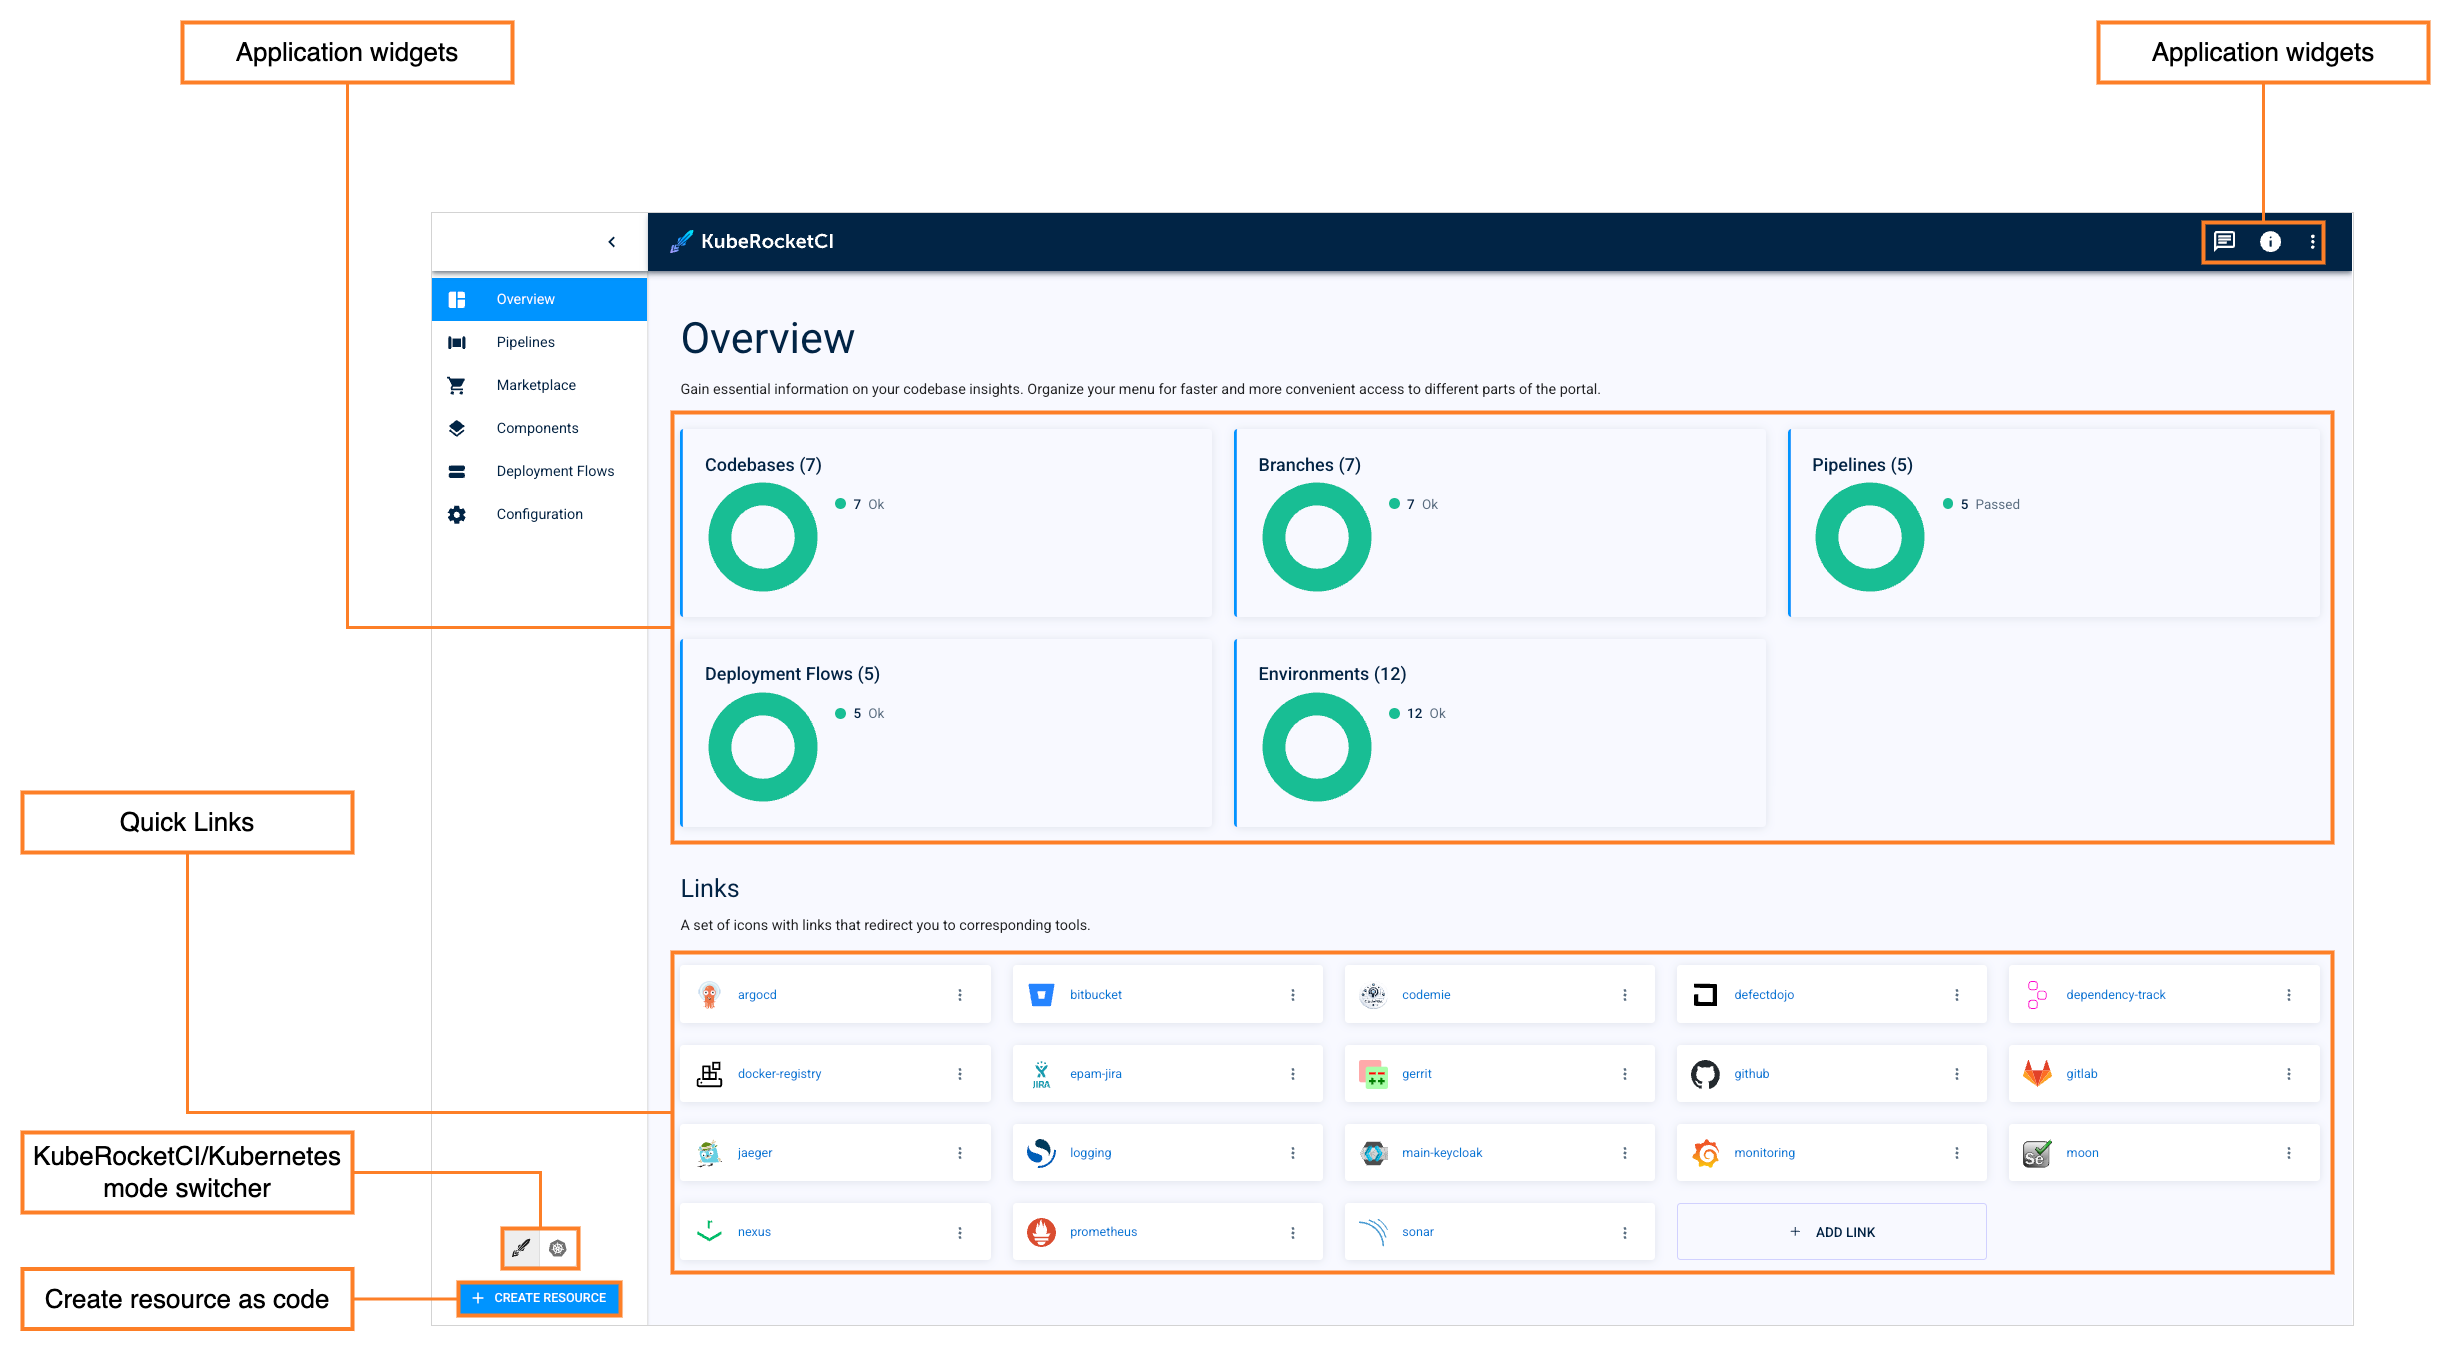 Application widgets
Application widgets
KubeRocketCI
Overview
Pipelines
Marketplace
Components
Deployment Flows
Configuration
Overview
Gain essential information on your codebase insights. Organize your menu for faster and more convenient access to different parts of the portal.
Codebases (7)
7 Ok
Branches (7)
7 Ok
Pipelines (5)
5 Passed
Deployment Flows (5)
5 Ok
Environments (12)
12 Ok
Quick Links
Links
A set of icons with links that redirect you to corresponding tools.
argocd
bitbucket
codemie
defectdojo
dependency-track
docker-registry
JIRA
epam-jira
gerrit
github
gitlab
jaeger
logging
main-keycloak
monitoring
Se
moon
r
nexus
prometheus
sonar
+ ADD LINK
KubeRocketCI/Kubernetes
mode switcher
Create resource as code
+ CREATE RESOURCE